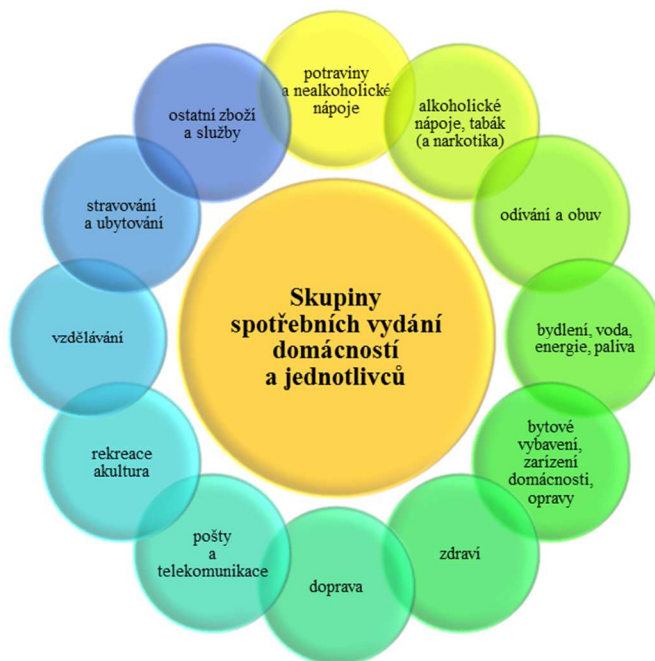 potraviny
a nealkoholické
nápoje
alkoholické
nápoje, tabák
(a narkotika)
odívání a obuv
bydlení, voda,
energie, paliva
bytové
vybavení,
zarízení
domácnosti,
opravy
zdraví
doprava
pošty
a
telekomunikace
rekreace
akultura
vzdělávání
stravování
a ubytování
ostatní zboží
a služby
Skupiny
spotřebních vydání
domácností
a jednotlivců